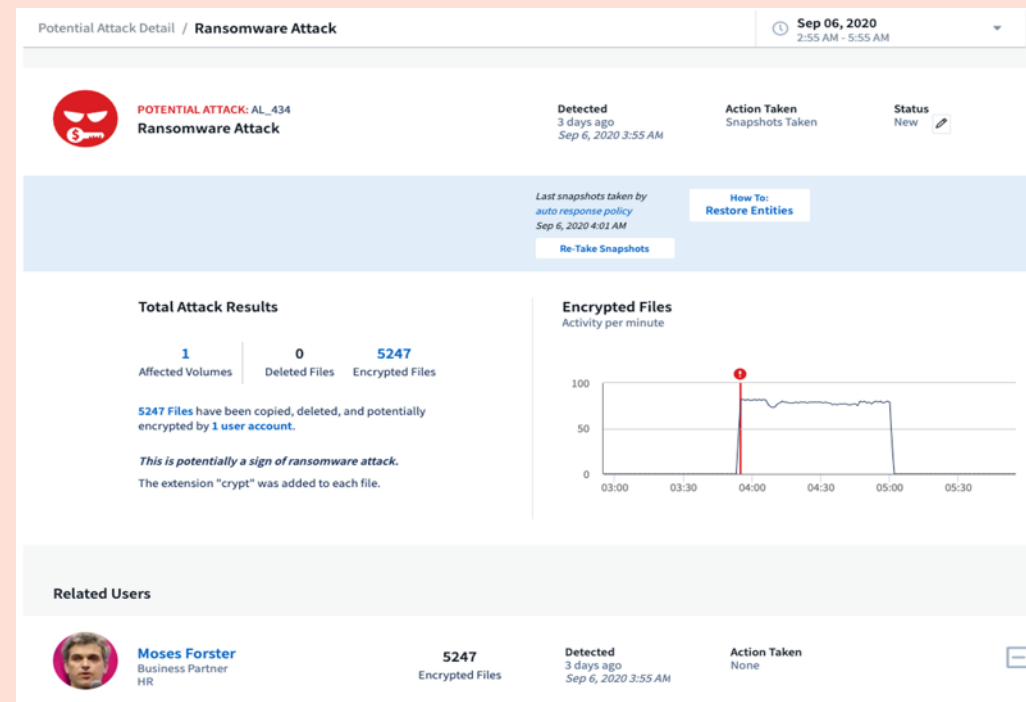 Potential Attack Detail / Ransomware Attack
Sep 06, 2020
2:55 AM - 5:55 AM
POTENTIAL ATTACK: AL_434
Ransomware Attack
Detected
3 days ago
Sep 6, 2020 3:55 AM
Action Taken
Snapshots Taken
Status
New
$
Last snapshots taken by
auto response policy
Sep 6, 2020 4:01 AM
Re-Take Snapshots
How To:
Restore Entities
Total Attack Results
1
Affected Volumes
0
Deleted Files
5247
Encrypted Files
5247 Files have been copied, deleted, and potentially
encrypted by 1 user account.
This is potentially a sign of ransomware attack.
The extension "crypt" was added to each file.
Encrypted Files
Activity per minute
!
100
50
0
03:00 03:30 04:00 04:30 05:00 05:30
Related Users
Moses Forster
Business Partner
HR
5247
Encrypted Files
Detected
3 days ago
Sep 6, 2020 3:55 AM
Action Taken
None